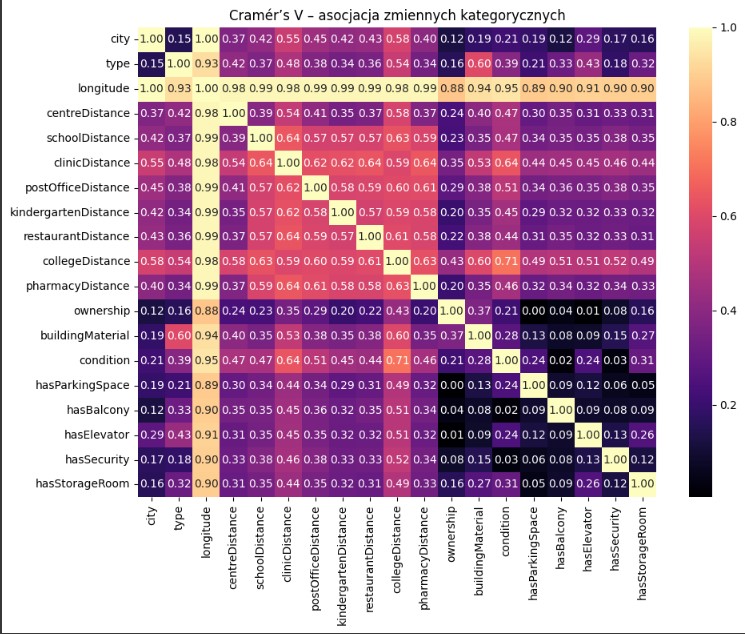 Cramér's V – asocjacja zmiennych kategorycznych
city 1.00 0.15 1.00 0.37 0.42 0.55 0.45 0.42 0.43 0.58 0.40 0.12 0.19 0.21 0.19 0.12 0.29 0.17 0.16
type 0.15 1.00 0.93 0.42 0.37 0.48 0.38 0.34 0.36 0.54 0.34 0.16 0.60 0.39 0.21 0.33 0.43 0.18 0.32
longitude 1.00 0.93 1.00 0.98 0.99 0.98 0.99 0.99 0.99 0.98 0.99 0.88 0.94 0.95 0.89 0.90 0.91 0.90 0.90
centreDistance 0.37 0.42 0.98 1.00 0.39 0.54 0.41 0.35 0.37 0.58 0.37 0.24 0.40 0.47 0.30 0.35 0.31 0.33 0.31
schoolDistance 0.42 0.37 0.99 0.39 1.00 0.64 0.57 0.57 0.57 0.63 0.59 0.23 0.35 0.47 0.34 0.35 0.35 0.38 0.35
clinicDistance 0.55 0.48 0.98 0.54 0.64 1.00 0.62 0.62 0.64 0.59 0.64 0.35 0.53 0.64 0.44 0.45 0.45 0.46 0.44
postOfficeDistance 0.45 0.38 0.99 0.41 0.57 0.62 1.00 0.58 0.59 0.60 0.61 0.29 0.38 0.51 0.34 0.36 0.35 0.38 0.35
kindergartenDistance 0.42 0.34 0.99 0.35 0.57 0.62 0.58 1.00 0.57 0.59 0.58 0.20 0.35 0.45 0.29 0.32 0.32 0.33 0.32
restaurantDistance 0.43 0.36 0.99 0.37 0.57 0.64 0.59 0.57 1.00 0.61 0.58 0.22 0.38 0.44 0.31 0.35 0.32 0.33 0.31
collegeDistance 0.58 0.54 0.98 0.58 0.63 0.59 0.60 0.59 0.61 1.00 0.63 0.43 0.60 0.71 0.49 0.51 0.51 0.52 0.49
pharmacyDistance 0.40 0.34 0.99 0.37 0.59 0.64 0.61 0.58 0.58 0.63 1.00 0.20 0.35 0.46 0.32 0.34 0.32 0.34 0.33
ownership 0.12 0.16 0.88 0.24 0.23 0.35 0.29 0.20 0.22 0.43 0.20 1.00 0.37 0.21 0.00 0.04 0.01 0.08 0.16
buildingMaterial 0.19 0.60 0.94 0.40 0.35 0.53 0.38 0.35 0.38 0.60 0.35 0.37 1.00 0.28 0.13 0.08 0.09 0.15 0.27
condition 0.21 0.39 0.95 0.47 0.47 0.64 0.51 0.45 0.44 0.71 0.46 0.21 0.28 1.00 0.24 0.02 0.24 0.03 0.31
hasParkingSpace 0.19 0.21 0.89 0.30 0.34 0.44 0.34 0.29 0.31 0.49 0.32 0.00 0.13 0.24 1.00 0.09 0.12 0.06 0.05
hasBalcony 0.12 0.33 0.90 0.35 0.35 0.45 0.36 0.32 0.35 0.51 0.34 0.04 0.08 0.02 0.09 1.00 0.09 0.08 0.09
hasElevator 0.29 0.43 0.91 0.31 0.35 0.45 0.35 0.32 0.32 0.51 0.32 0.01 0.09 0.24 0.12 0.09 1.00 0.13 0.26
hasSecurity 0.17 0.18 0.90 0.33 0.38 0.46 0.38 0.33 0.33 0.52 0.34 0.08 0.15 0.03 0.06 0.08 0.13 1.00 0.12
hasStorageRoom 0.16 0.32 0.90 0.31 0.35 0.44 0.35 0.32 0.31 0.49 0.33 0.16 0.27 0.31 0.05 0.09 0.26 0.12 1.00
city type longitude centreDistance schoolDistance clinicDistance postOfficeDistance kindergartenDistance restaurantDistance collegeDistance pharmacyDistance ownership buildingMaterial condition hasParkingSpace hasBalcony hasElevator hasSecurity hasStorageRoom
1.0
0.8
0.6
0.4
0.2